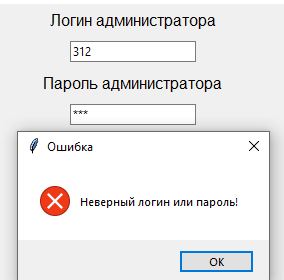 Логин администратора
312
Пароль администратора
***
Ошибка
Неверный логин или пароль!
OK